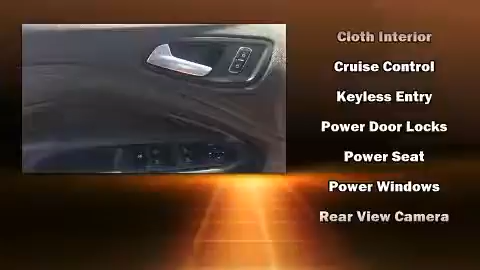 Cloth Interior
Cruise Control
Keyless Entry
Power Door Locks
Power Seat
Power Windows
Rear View Camera